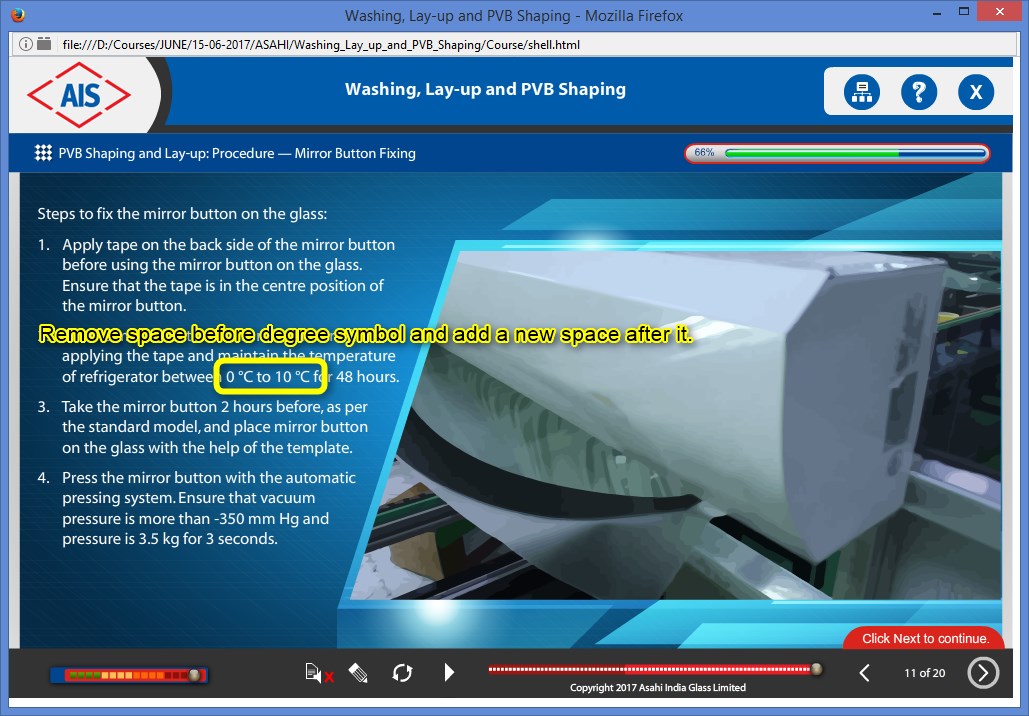 Washing, Lay-up and PVB Shaping - Mozilla Firefox
file:///D:/Courses/JUNE/15-06-2017/ASAHI/Washing_Lay_up_and_PVB_Shaping/Course/shell.html
AIS
Washing, Lay-up and PVB Shaping
?
X
PVB Shaping and Lay-up: Procedure — Mirror Button Fixing
66%
Steps to fix the mirror button on the glass:
1. Apply tape on the back side of the mirror button
before using the mirror button on the glass.
Ensure that the tape is in the centre position of
the mirror button.
Remove space before degree symbol and add a new space after it.
applying the tape and maintain the temperature
of refrigerator between 0 °C to 10 °C for 48 hours.
3. Take the mirror button 2 hours before, as per
the standard model, and place mirror button
on the glass with the help of the template.
4. Press the mirror button with the automatic
pressing system. Ensure that vacuum
pressure is more than -350 mm Hg and
pressure is 3.5 kg for 3 seconds.
Click Next to continue.
11 of 20
Copyright 2017 Asahi India Glass Limited